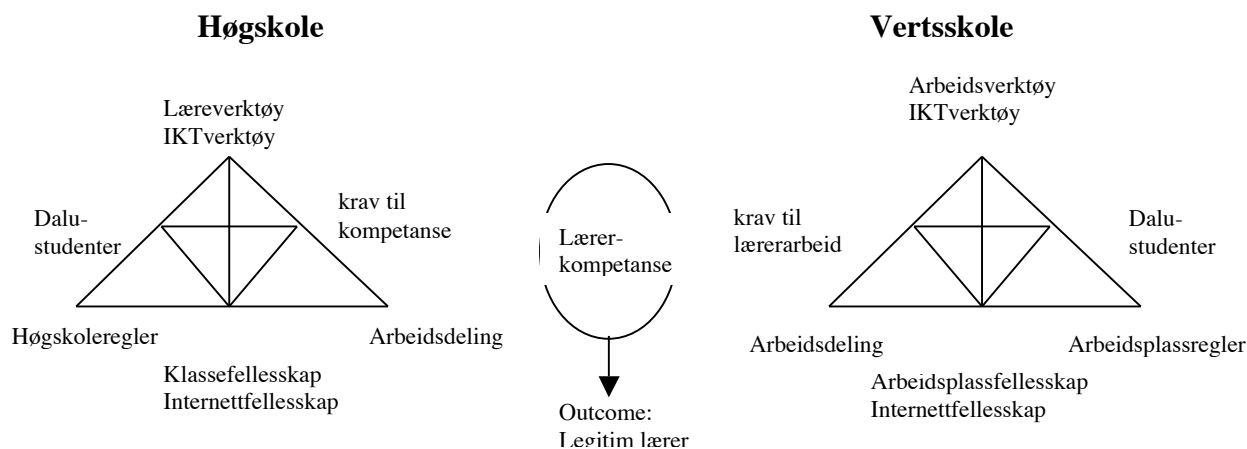 Høgskole
Vertsskole
Læreverktøy
IKTverktøy
Arbeidsverktøy
IKTverktøy
Dalu-
studenter
krav til
kompetanse
Lærer-
kompetanse
krav til
lærerarbeid
Dalu-
studenter
Høgskoleregler
Arbeidsdeling
Klassefellesskap
Internettfellesskap
Arbeidsdeling
Arbeidsplassregler
Arbeidsplassfellesskap
Internettfellesskap
Outcome:
Legitim lærer